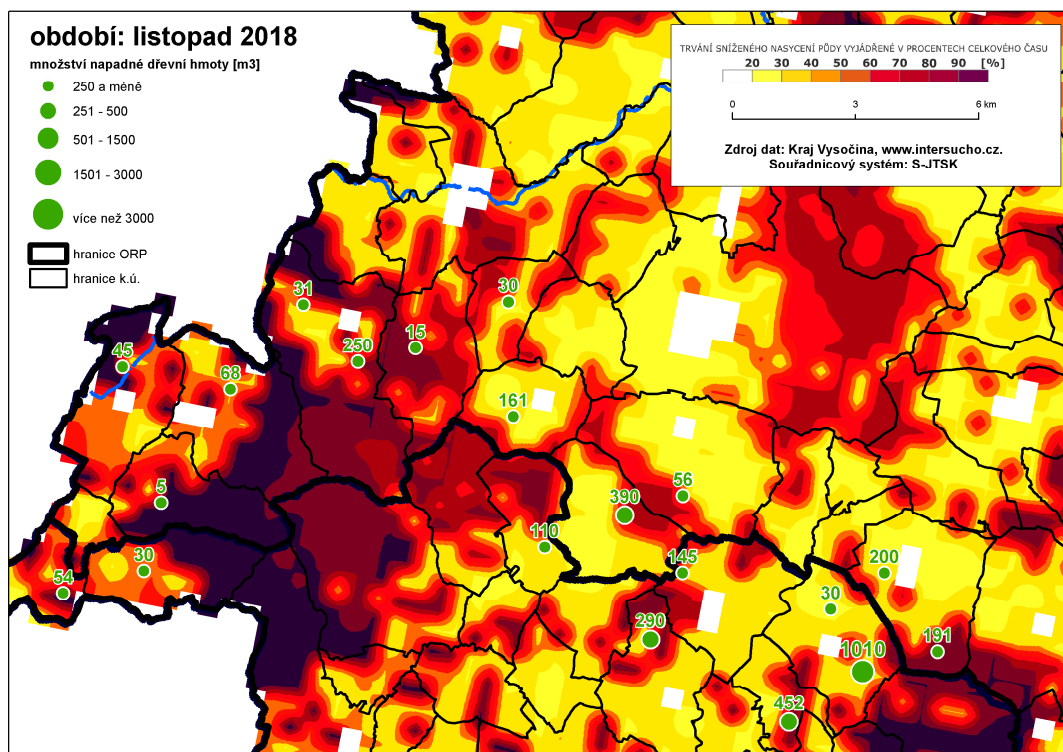 období: listopad 2018
množství napadné dřevní hmoty [m3]
250 a méně
251 - 500
501 - 1500
1501 - 3000
více než 3000
hranicc ORP
hranice k.ú.
TRVÁNÍ SNÍŽENÉHO NASYCENÍ PŮDY VYJÁDŘENÉ V PROCENTECH CELKOVÉHO ČASU
20 30 40 50 60 70 80 90 [%]
0 3 6 km
Zdroj dat: Kraj Vysočina, www.intersucho.cz.
Souřadnicový systém: S-JTSK
31
30
15
250
45
68
161
5
56
390
110
145
200
30
54
30
290
191
1010
452